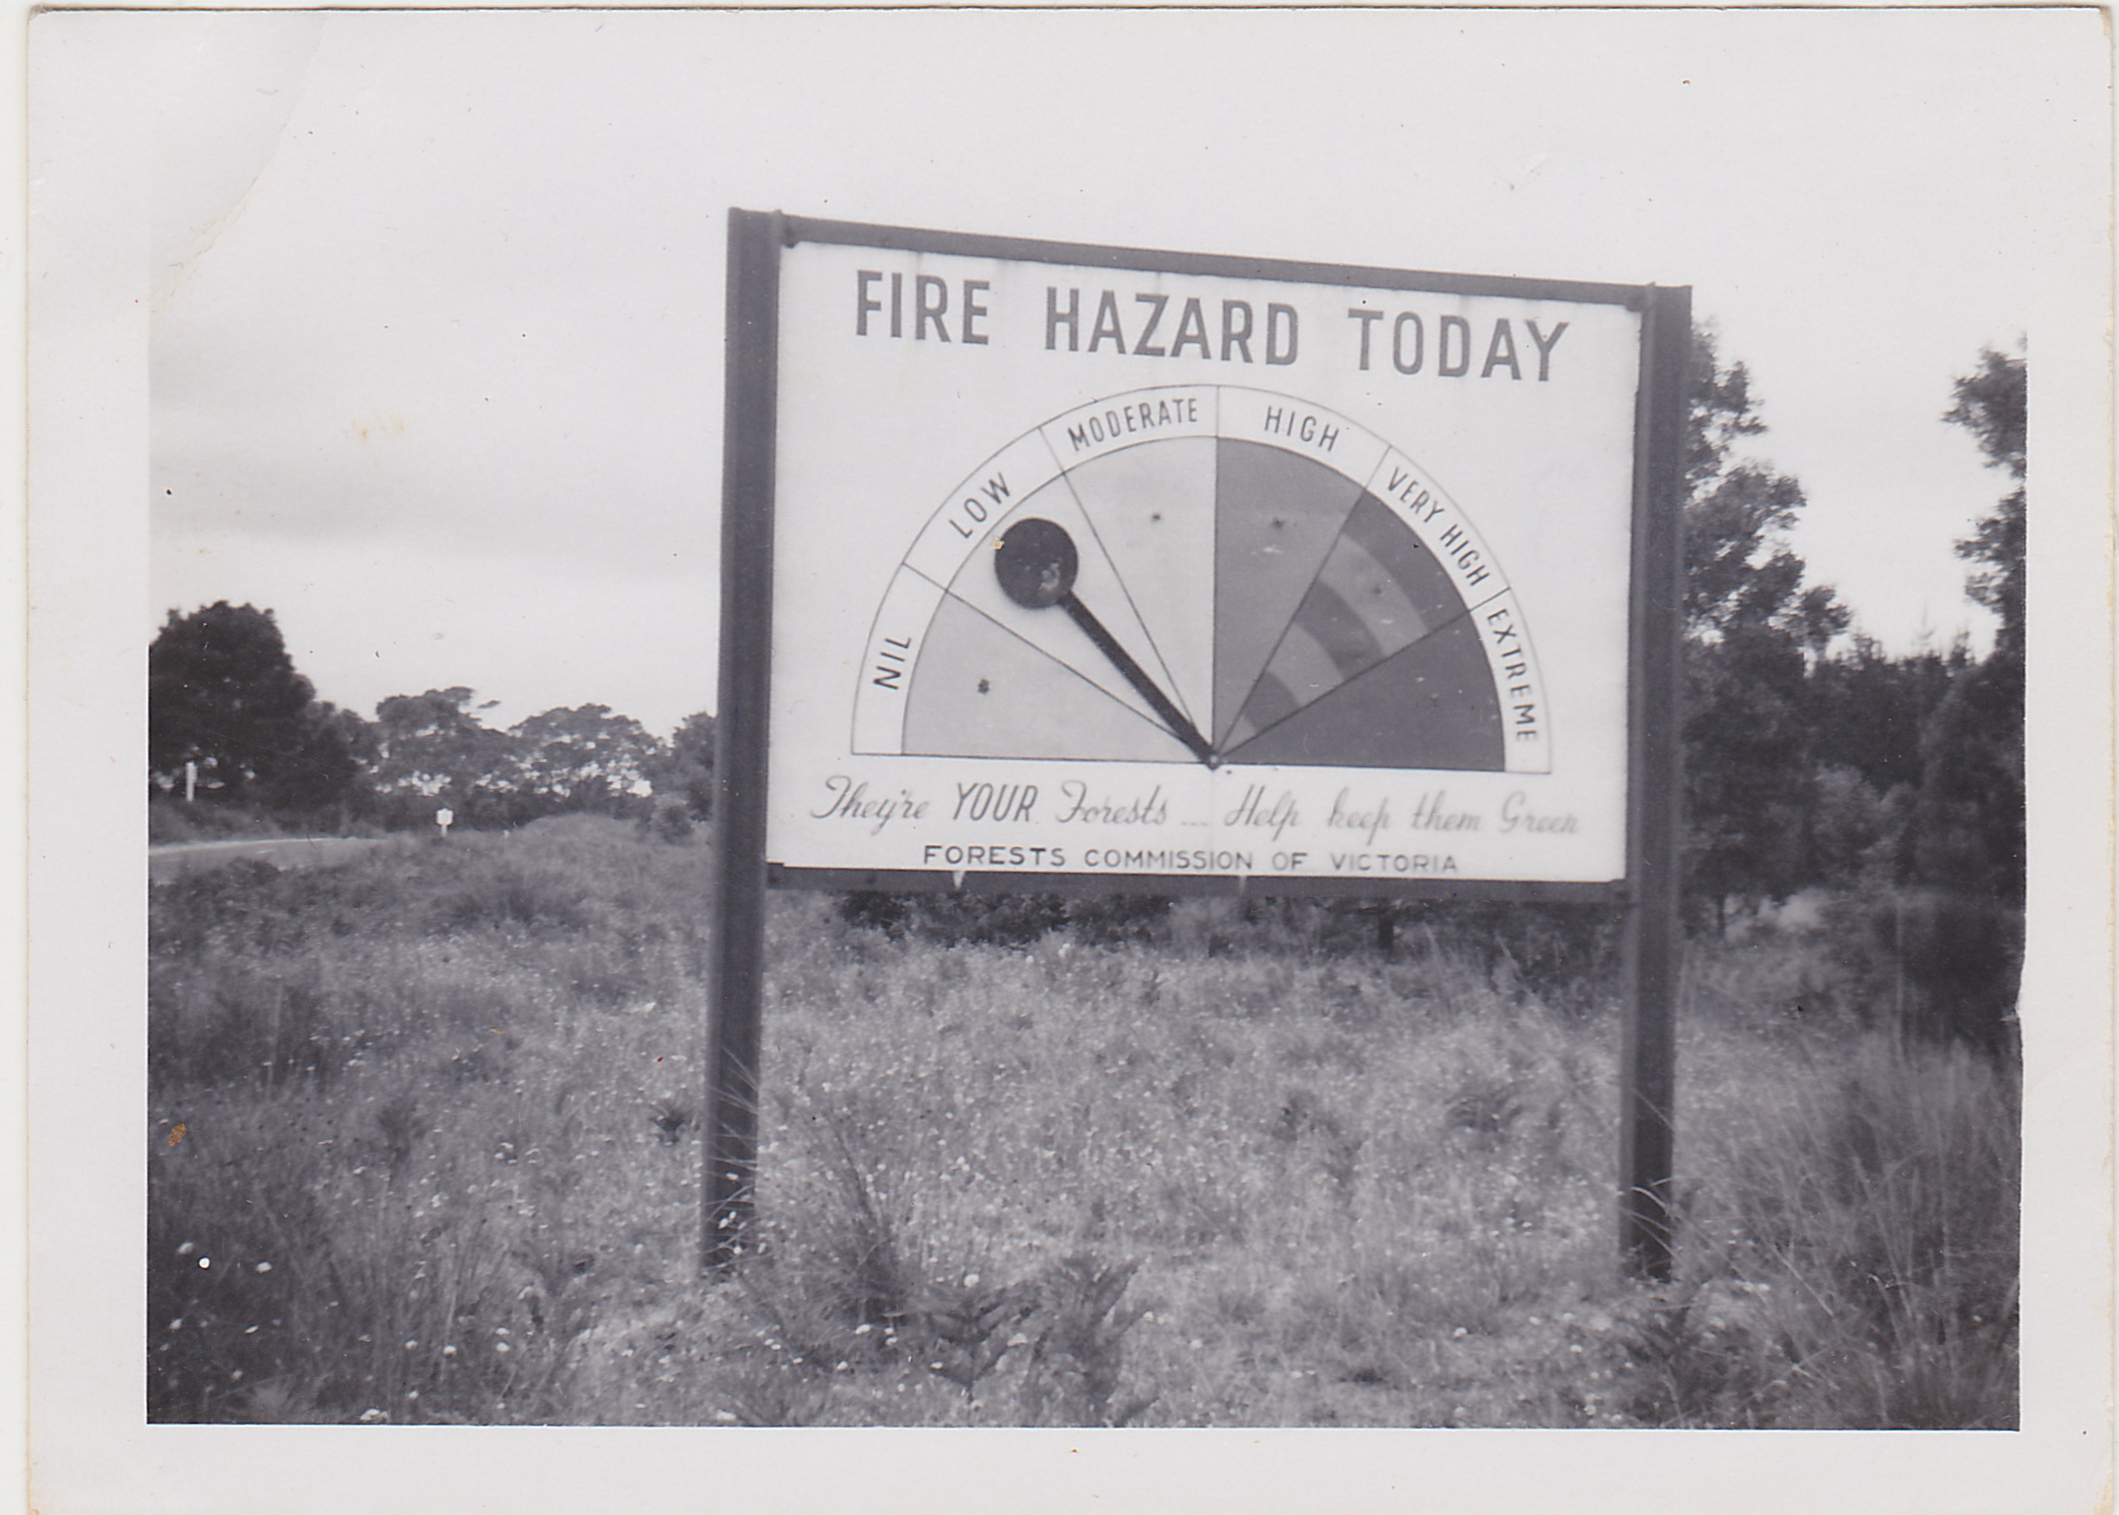 FIRE HAZARD TODAY
NIL
LOW
MODERATE
HIGH
VERY HIGH
EXTREME
They're YOUR Forests ... Help keep them Green
FORESTS COMMISSION OF VICTORIA